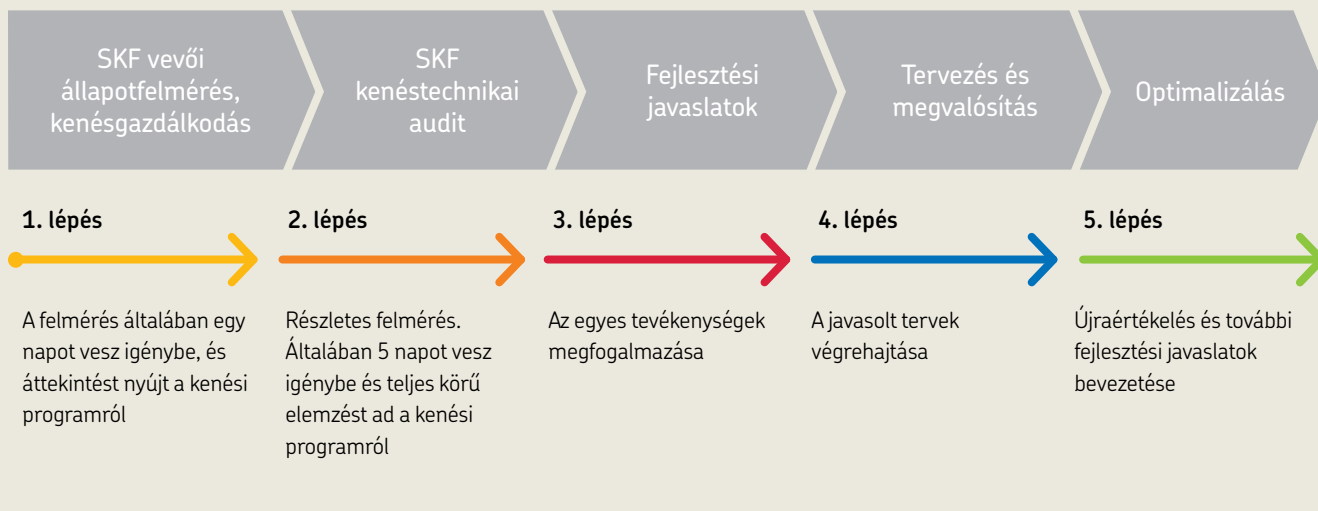 SKF vevői
állapotfelmérés,
kenésgazdálkodás
SKF
kenéstechnikai
audit
Fejlesztési
javaslatok
Tervezés és
megvalósítás
Optimalizálás
1. lépés
A felmérés általában egy
napot vesz igénybe, és
áttekintést nyújt a kenési
programról
2. lépés
Részletes felmérés.
Általában 5 napot vesz
igénybe és teljes körű
elemzést ad a kenési
programról
3. lépés
Az egyes tevékenységek
megfogalmazása
4. lépés
A javasolt tervek
végrehajtása
5. lépés
Újraértékelés és további
fejlesztési javaslatok
bevezetése